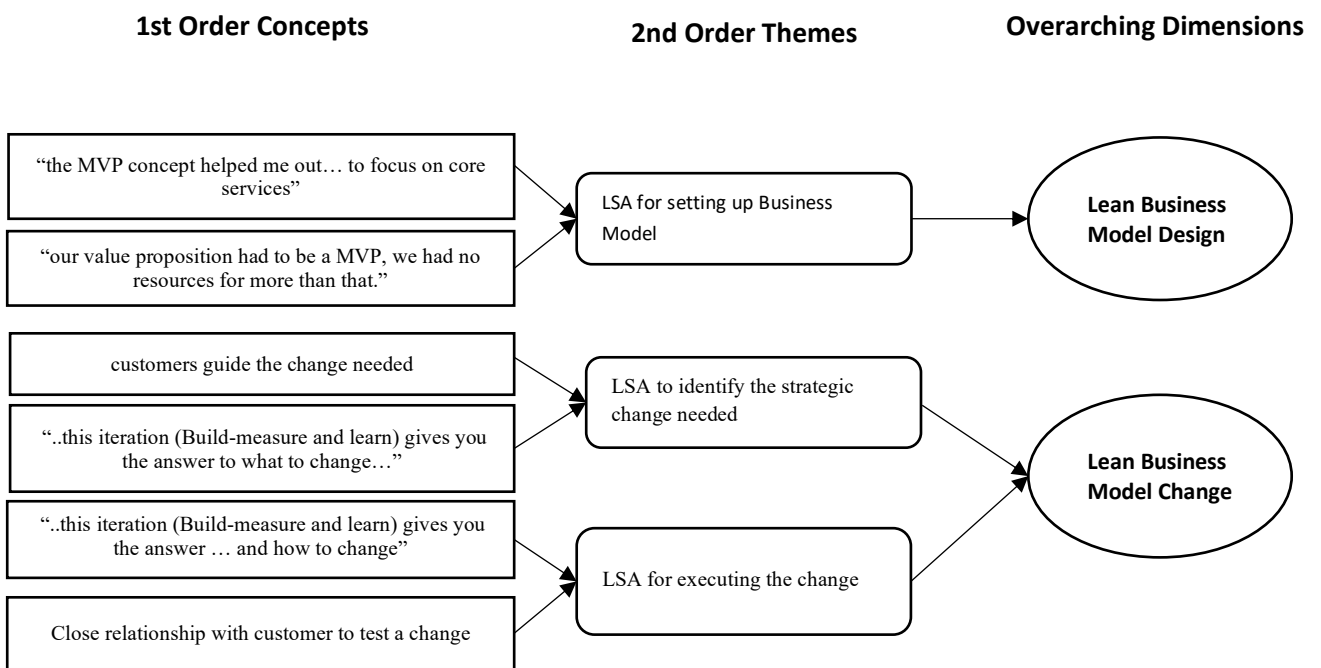 1st Order Concepts
2nd Order Themes
Overarching Dimensions
“the MVP concept helped me out… to focus on core
services”
“our value proposition had to be a MVP, we had no
resources for more than that.”
customers guide the change needed
“..this iteration (Build-measure and learn) gives you
the answer to what to change…”
“..this iteration (Build-measure and learn) gives you
the answer … and how to change”
Close relationship with customer to test a change
LSA for setting up Business
Model
LSA to identify the strategic
change needed
LSA for executing the change
Lean Business
Model Design
Lean Business
Model Change